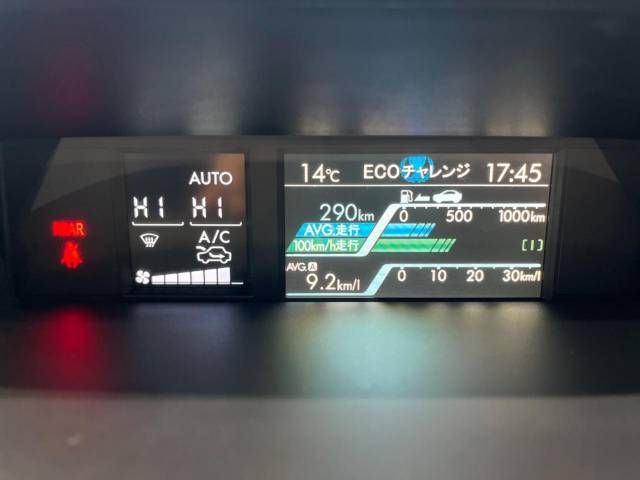 AUTO
HI HI
A/C
REAR
14℃ ECOチャレンジ 17:45
290km
0 500 1000km
AVG.走行
100km/h走行
[1]
AVG.A
9.2km/l
0 10 20 30km/l